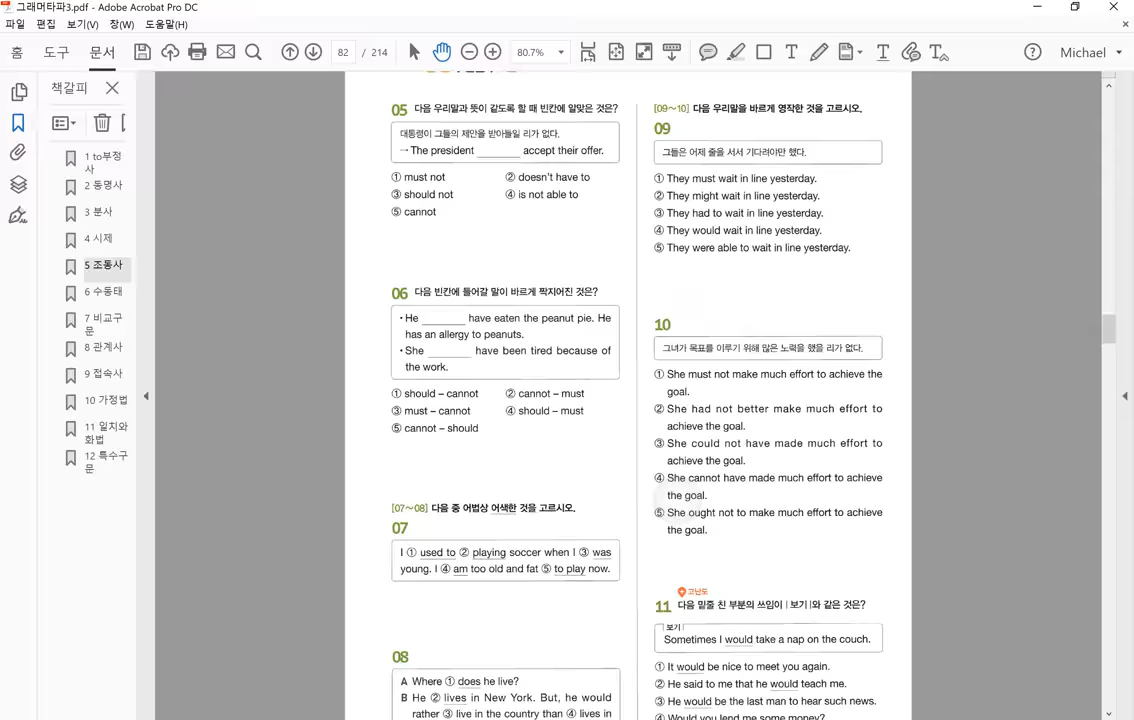 그래머타파3.pdf - Adobe Acrobat Pro DC
파일 편집 보기(V) 창(W) 도움말(H)
홈 도구 문서 82 / 214 80.7% Michael
책갈피
1 to부정사
2 동명사
3 분사
4 시제
5 조동사
6 수동태
7 비교구문
8 관계사
9 접속사
10 가정법
11 일치와 화법
12 특수구문
05 다음 우리말과 뜻이 같도록 할 때 빈칸에 알맞은 것은?
대통령이 그들의 제안을 받아들일 리가 없다.
→ The president ________ accept their offer.
① must not ② doesn't have to
③ should not ④ is not able to
⑤ cannot
06 다음 빈칸에 들어갈 말이 바르게 짝지어진 것은?
• He ________ have eaten the peanut pie. He
has an allergy to peanuts.
• She ________ have been tired because of
the work.
① should – cannot ② cannot – must
③ must – cannot ④ should – must
⑤ cannot – should
[07~08] 다음 중 어법상 어색한 것을 고르시오.
07
I ① used to ② playing soccer when I ③ was
young. I ④ am too old and fat ⑤ to play now.
08
A Where ① does he live?
B He ② lives in New York. But, he would
rather ③ live in the country than ④ lives in
[09~10] 다음 우리말을 바르게 영작한 것을 고르시오.
09
그들은 어제 줄을 서서 기다려야만 했다.
① They must wait in line yesterday.
② They might wait in line yesterday.
③ They had to wait in line yesterday.
④ They would wait in line yesterday.
⑤ They were able to wait in line yesterday.
10
그녀가 목표를 이루기 위해 많은 노력을 했을 리가 없다.
① She must not make much effort to achieve the
goal.
② She had not better make much effort to
achieve the goal.
③ She could not have made much effort to
achieve the goal.
④ She cannot have made much effort to achieve
the goal.
⑤ She ought not to make much effort to achieve
the goal.
고난도
11 다음 밑줄 친 부분의 쓰임이 | 보기 |와 같은 것은?
보기
Sometimes I would take a nap on the couch.
① It would be nice to meet you again.
② He said to me that he would teach me.
③ He would be the last man to hear such news.
④ Would you lend me some money?